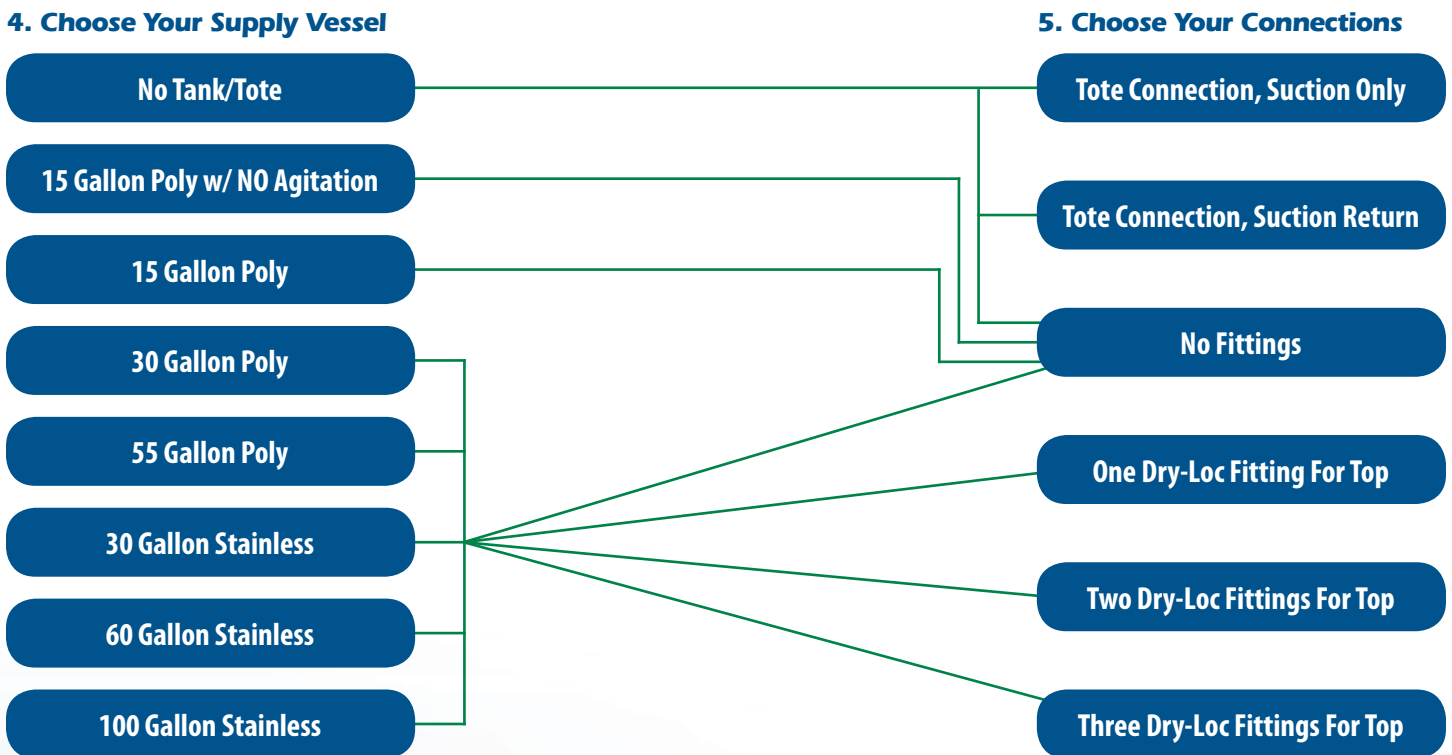 4. Choose Your Supply Vessel
No Tank/Tote
15 Gallon Poly w/ NO Agitation
15 Gallon Poly
30 Gallon Poly
55 Gallon Poly
30 Gallon Stainless
60 Gallon Stainless
100 Gallon Stainless
5. Choose Your Connections
Tote Connection, Suction Only
Tote Connection, Suction Return
No Fittings
One Dry-Loc Fitting For Top
Two Dry-Loc Fittings For Top
Three Dry-Loc Fittings For Top